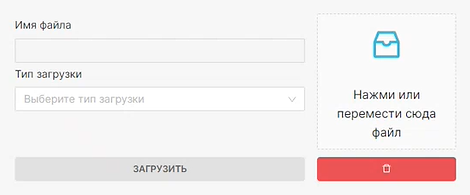 Имя файла
Тип загрузки
Выберите тип загрузки
ЗАГРУЗИТЬ
Нажми или
перемести сюда
файл